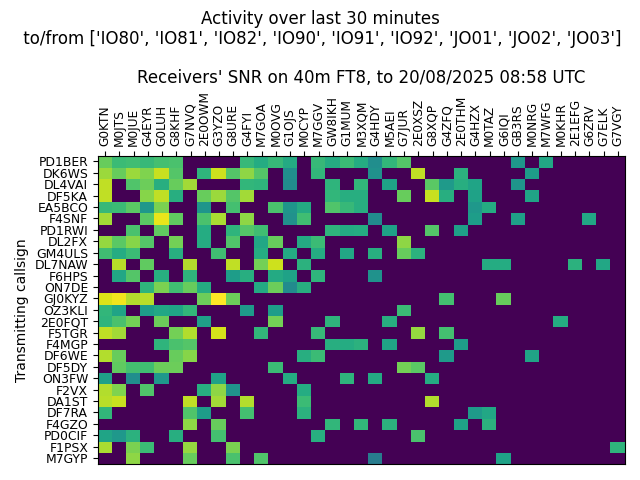 Activity over last 30 minutes
to/from ['IO80', 'IO81', 'IO82', 'IO90', 'IO91', 'IO92', 'JO01', 'JO02', 'JO03']
Receivers' SNR on 40m FT8, to 20/08/2025 08:58 UTC
G0KTN
M0JTS
M0JUE
G4EYR
G0LUH
G8KHF
G7NVQ
2E0OWM
G3YZO
G8URE
G4FYI
M7GOA
M0OVG
G1OJS
M0CYP
M7GGV
GW8IKH
G1MUM
M3XQM
G4HDY
M5AEI
G7JUR
2E0XSZ
G8XQP
G4ZFQ
2E0THM
G4HZX
M0TAZ
G6IQI
GB3RS
M0NRG
M7WFG
M0KHR
2E1EFG
G6ZRV
G7ELK
G7VGY
Transmitting callsign
PD1BER
DK6WS
DL4VAI
DF5KA
EA5BCO
F4SNF
PD1RWI
DL2FX
GM4ULS
DL7NAW
F6HPS
ON7DE
GJ0KYZ
OZ3KLI
2E0FQT
F5TGR
F4MGP
DF6WE
DF5DY
ON3FW
F2VX
DA1ST
DF7RA
F4GZO
PD0CIF
F1PSX
M7GYP